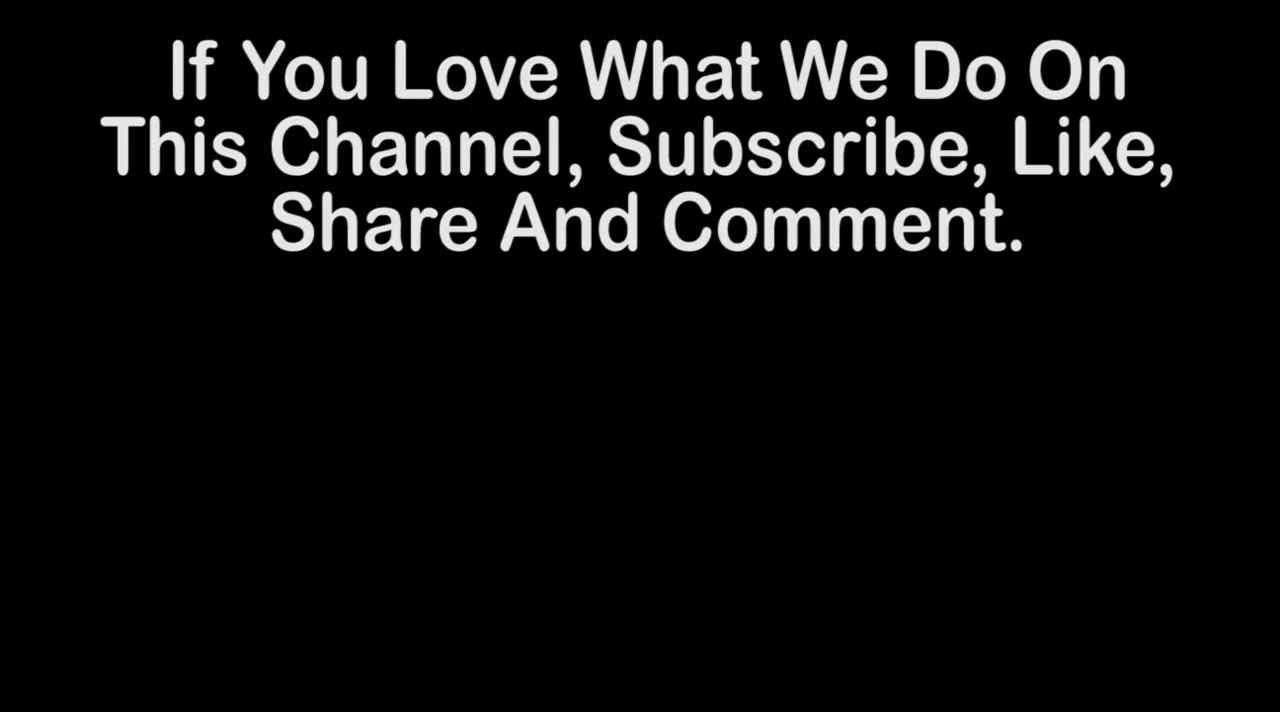 If You Love What We Do On
This Channel, Subscribe, Like,
Share And Comment.